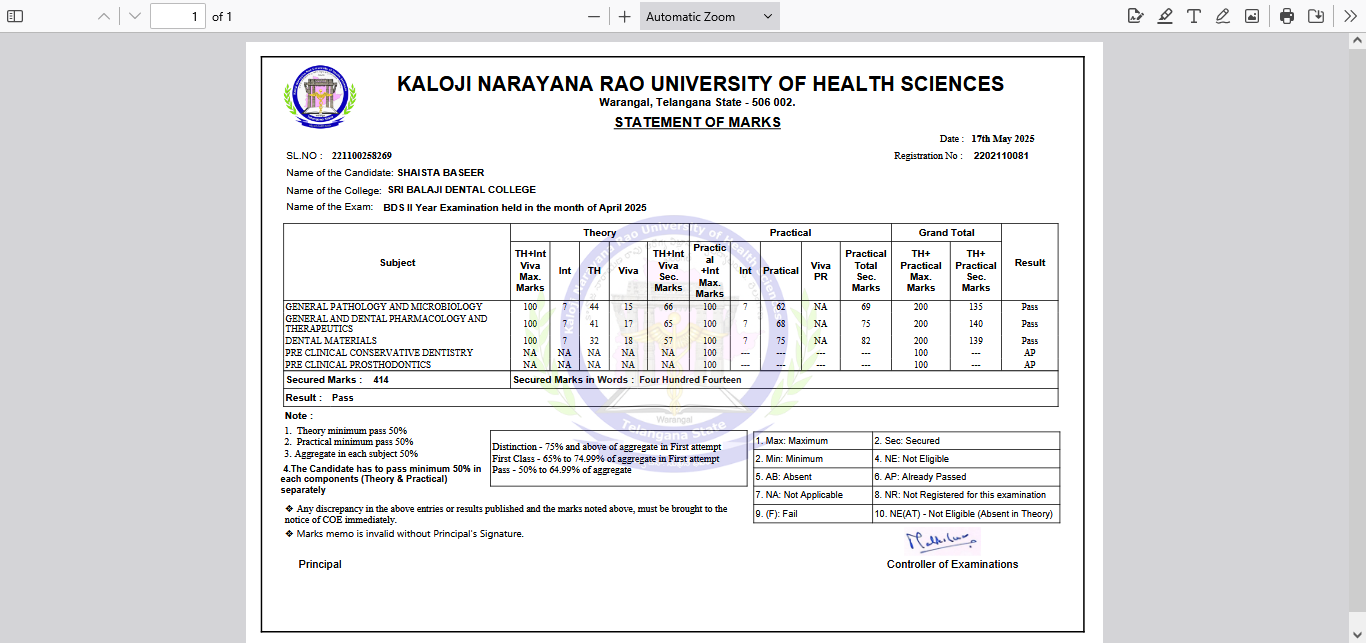 1 of 1
Automatic Zoom
KALOJI NARAYANA RAO UNIVERSITY OF HEALTH SCIENCES
Warangal, Telangana State - 506 002.
STATEMENT OF MARKS
Date : 17th May 2025
SL.NO : 221100258269 Registration No : 2202110081
Name of the Candidate: SHAISTA BASEER
Name of the College: SRI BALAJI DENTAL COLLEGE
Name of the Exam: BDS II Year Examination held in the month of April 2025
Theory Practical Grand Total
Subject TH+Int Viva Max. Marks Int TH Viva TH+Int Viva Sec. Marks Practical +Int Max. Marks Int Pratical Viva PR Practical Total Sec. Marks TH+ Practical Max. Marks TH+ Practical Sec. Marks Result
GENERAL PATHOLOGY AND MICROBIOLOGY 100 7 44 15 66 100 7 62 NA 69 200 135 Pass
GENERAL AND DENTAL PHARMACOLOGY AND
THERAPEUTICS 100 7 41 17 65 100 7 68 NA 75 200 140 Pass
DENTAL MATERIALS 100 7 32 18 57 100 7 75 NA 82 200 139 Pass
PRE CLINICAL CONSERVATIVE DENTISTRY NA NA NA NA NA 100 --- --- --- --- 100 --- AP
PRE CLINICAL PROSTHODONTICS NA NA NA NA NA 100 --- --- --- --- 100 --- AP
Secured Marks : 414 Secured Marks in Words : Four Hundred Fourteen
Result : Pass
Kaloji Narayana Rao University of Health Sciences
Warangal
Telangana State
Note :
1. Theory minimum pass 50%
2. Practical minimum pass 50%
3. Aggregate in each subject 50%
4.The Candidate has to pass minimum 50% in
each components (Theory & Practical)
separately
Distinction - 75% and above of aggregate in First attempt
First Class - 65% to 74.99% of aggregate in First attempt
Pass - 50% to 64.99% of aggregate
1. Max: Maximum 2. Sec: Secured
2. Min: Minimum 4. NE: Not Eligible
5. AB: Absent 6. AP: Already Passed
7. NA: Not Applicable 8. NR: Not Registered for this examination
9. (F): Fail 10. NE(AT) - Not Eligible (Absent in Theory)
❖ Any discrepancy in the above entries or results published and the marks noted above, must be brought to the
notice of COE immediately.
❖ Marks memo is invalid without Principal's Signature.
Principal Controller of Examinations